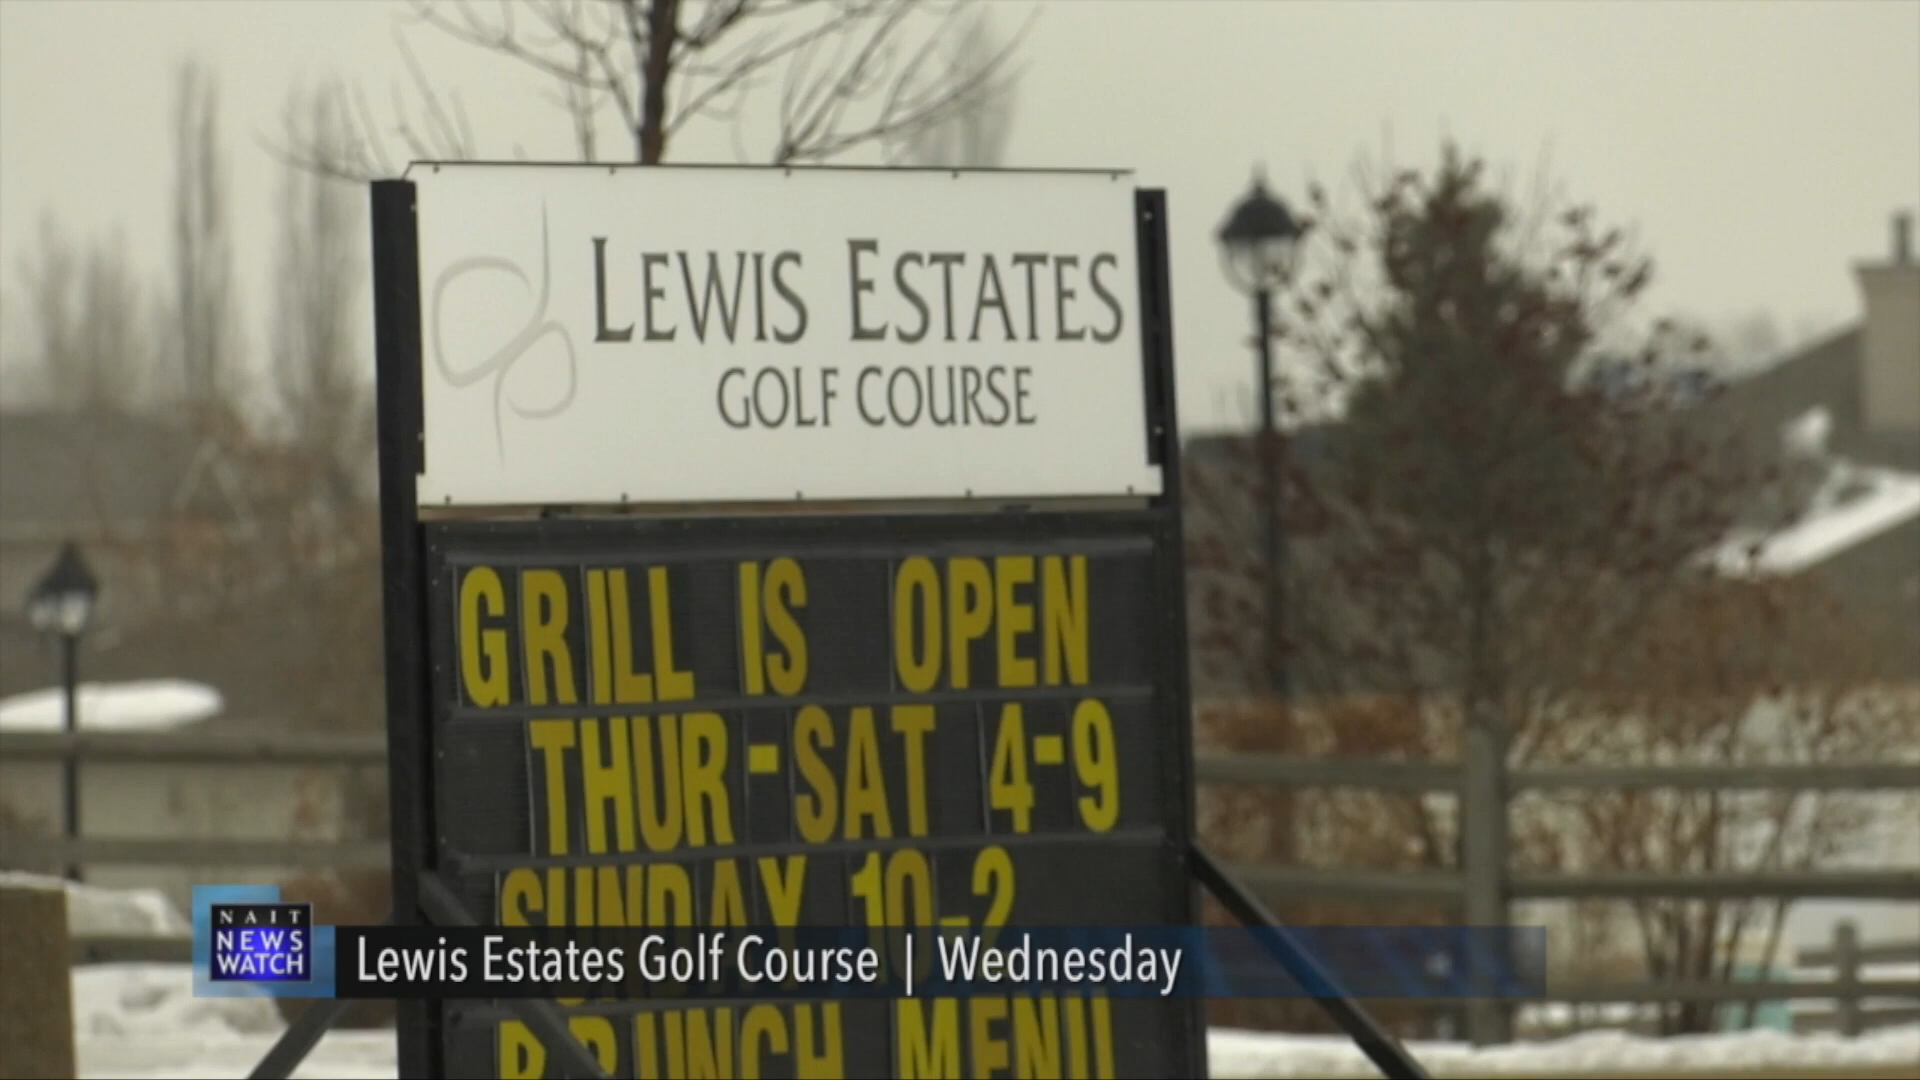 LEWIS ESTATES
GOLF COURSE
GRILL IS OPEN
THUR-SAT 4-9
SUNDAY 10-2
BRUNCH MENU
NAIT
NEWS
WATCH
Lewis Estates Golf Course | Wednesday